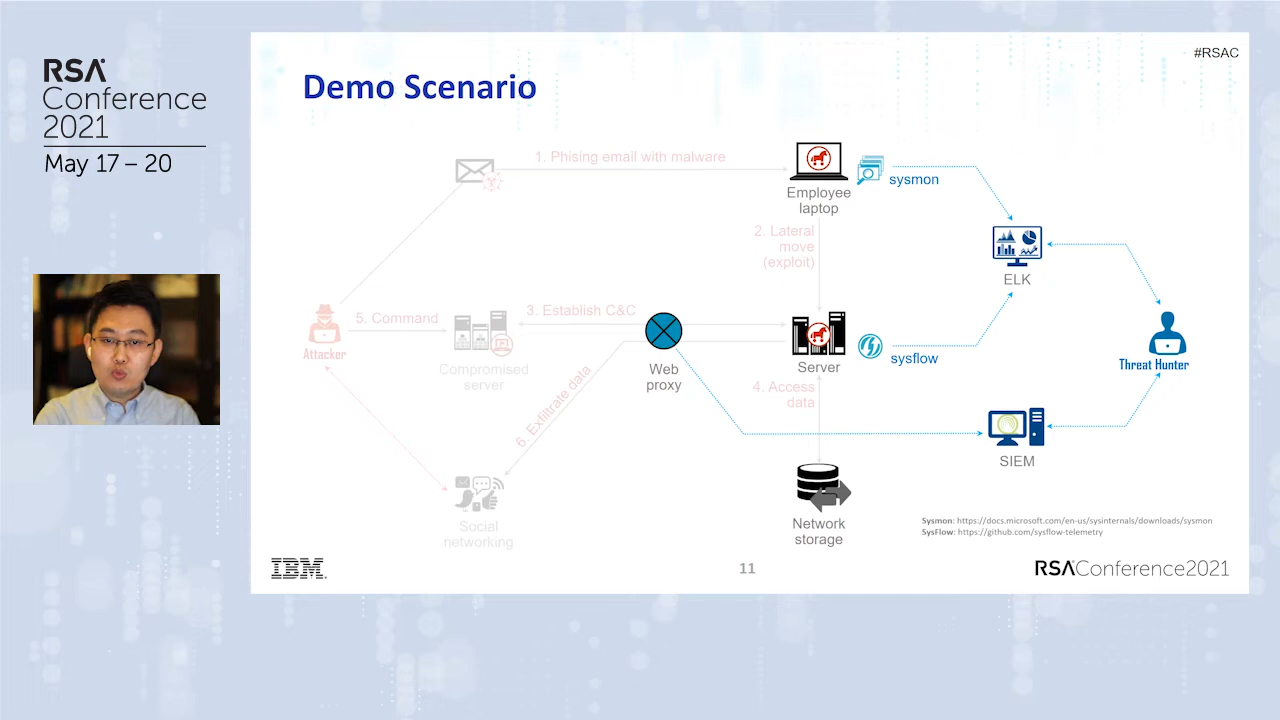 RSA
Conference
2021
May 17 – 20
#RSAC
Demo Scenario
1. Phising email with malware
Employee
laptop
sysmon
2. Lateral
move
(exploit)
ELK
Attacker
5. Command
Compromised
server
3. Establish C&C
Web
proxy
Server
sysflow
Threat Hunter
4. Access
data
6. Exfiltrate data
SIEM
Social
networking
Network
storage
Sysmon: https://docs.microsoft.com/en-us/sysinternals/downloads/sysmon
SysFlow: https://github.com/sysflow-telemetry
IBM
11
RSAConference2021